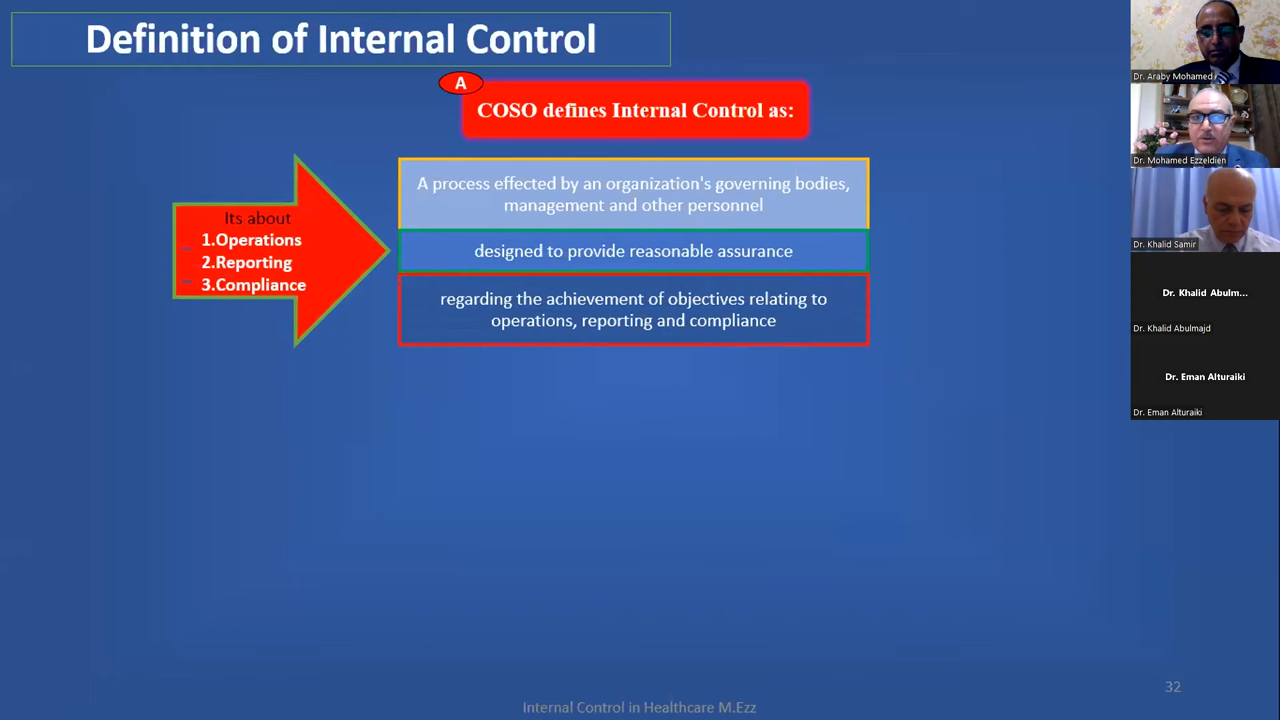 Definition of Internal Control
A
COSO defines Internal Control as:
Its about
1.Operations
2.Reporting
3.Compliance
A process effected by an organization's governing bodies,
management and other personnel
designed to provide reasonable assurance
regarding the achievement of objectives relating to
operations, reporting and compliance
Dr. Araby Mohamed
Dr. Mohamed Ezzeldien
Dr. Khalid Samir
Dr. Khalid Abulm...
Dr. Khalid Abulmajd
Dr. Eman Alturaiki
Dr. Eman Alturaiki
32
Internal Control in Healthcare M.Ezz